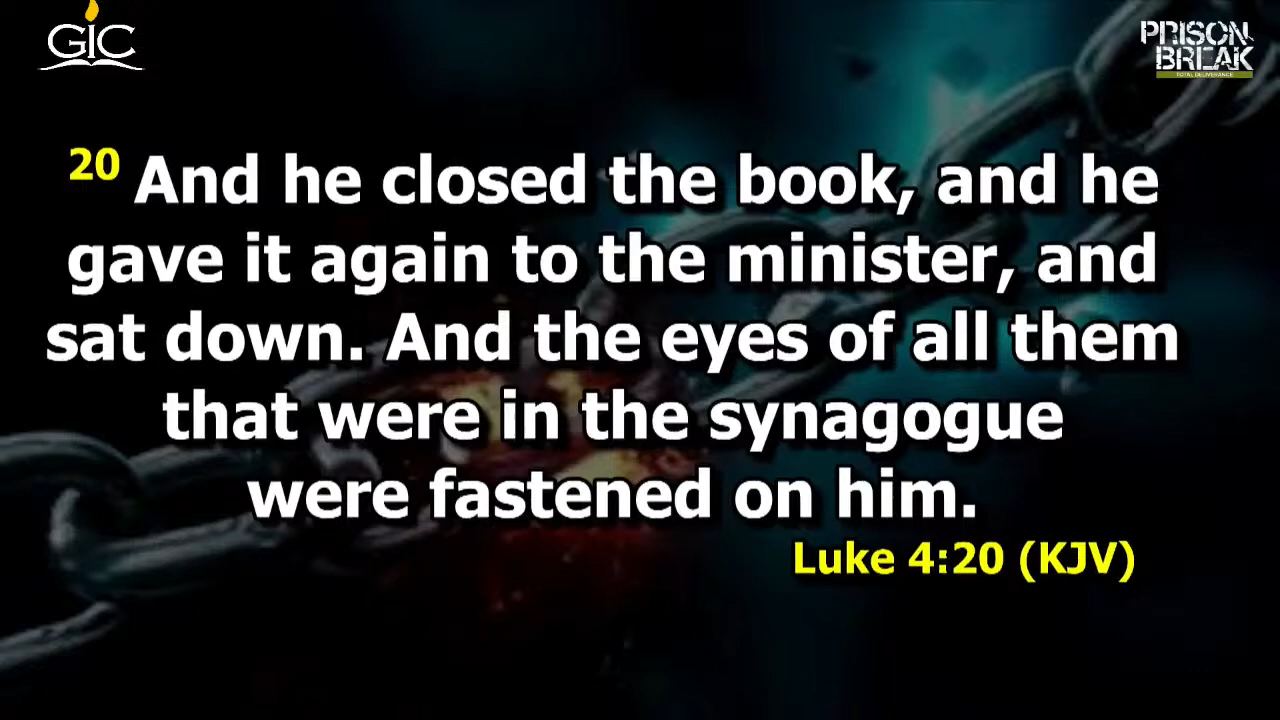 GIC
PRISON
BREAK
TOTAL DELIVERANCE
20 And he closed the book, and he
gave it again to the minister, and
sat down. And the eyes of all them
that were in the synagogue
were fastened on him.
Luke 4:20 (KJV)